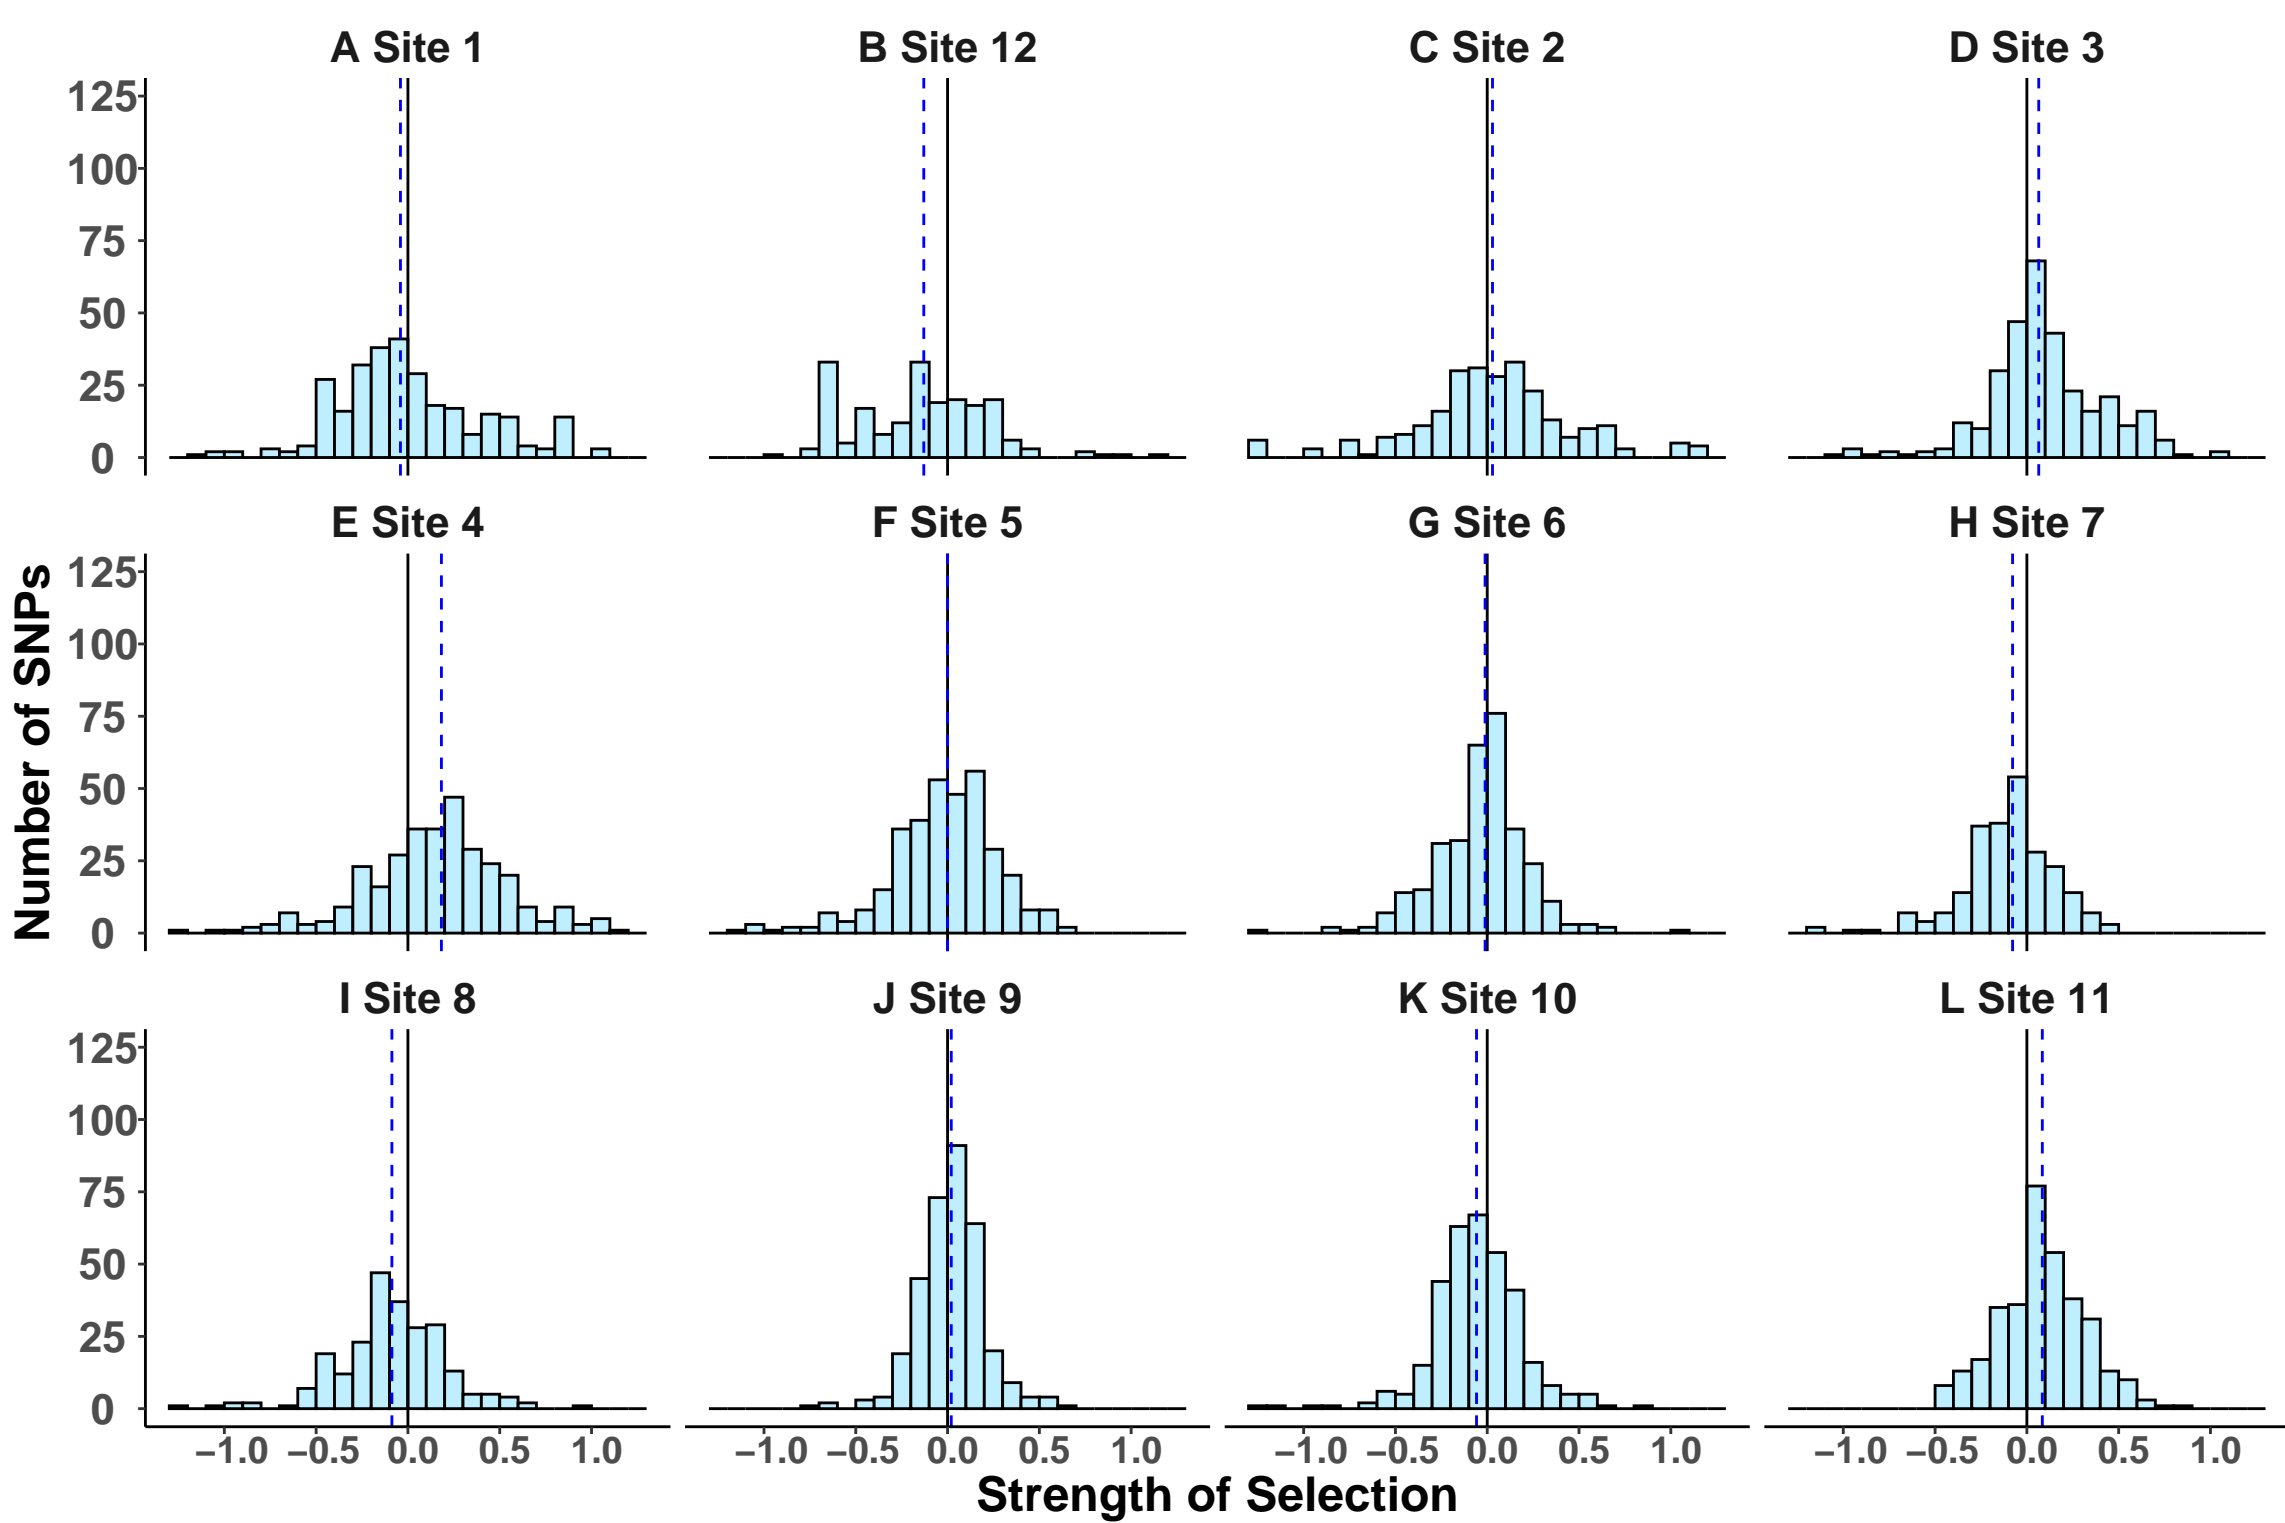 A Site 1
B Site 12
C Site 2
D Site 3
125
100
75
50
25
0
E Site 4
F Site 5
G Site 6
H Site 7
125
100
75
50
25
0
Number of SNPs
I Site 8
J Site 9
K Site 10
L Site 11
125
100
75
50
25
0
−1.0 −0.5 0.0 0.5 1.0
−1.0 −0.5 0.0 0.5 1.0
−1.0 −0.5 0.0 0.5 1.0
−1.0 −0.5 0.0 0.5 1.0
Strength of Selection